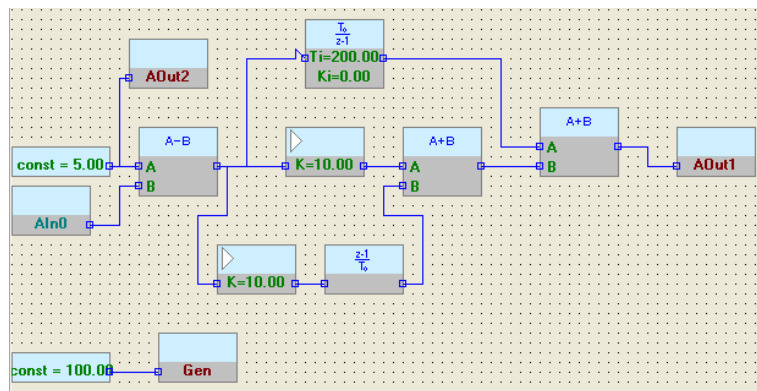 T₀
z-1
Ti=200.00
Ki=0.00
AOut2
A-B
A+B
A+B
const = 5.00
A
B
K=10.00
A
B
A
B
AOut1
AIn0
K=10.00
z-1
T₀
const = 100.00
Gen